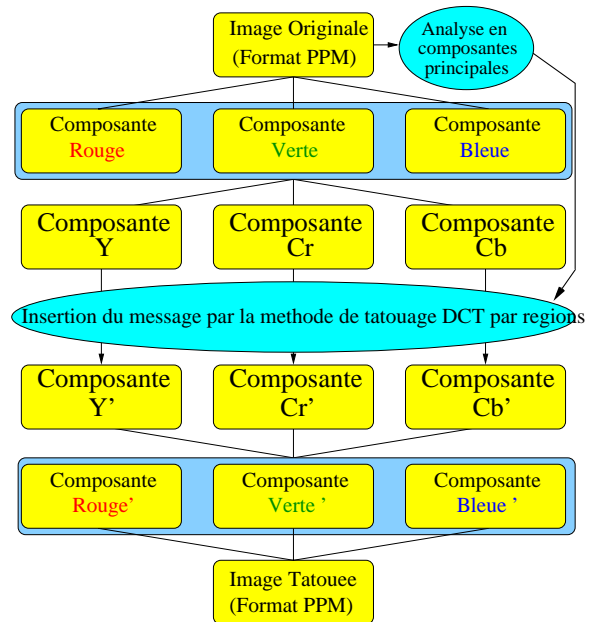 Image Originale
(Format PPM)
Analyse en
composantes
principales
Composante
Rouge
Composante
Verte
Composante
Bleue
Composante
Y
Composante
Cr
Composante
Cb
Insertion du message par la methode de tatouage DCT par regions
Composante
Y'
Composante
Cr'
Composante
Cb'
Composante
Rouge'
Composante
Verte '
Composante
Bleue '
Image Tatouee
(Format PPM)